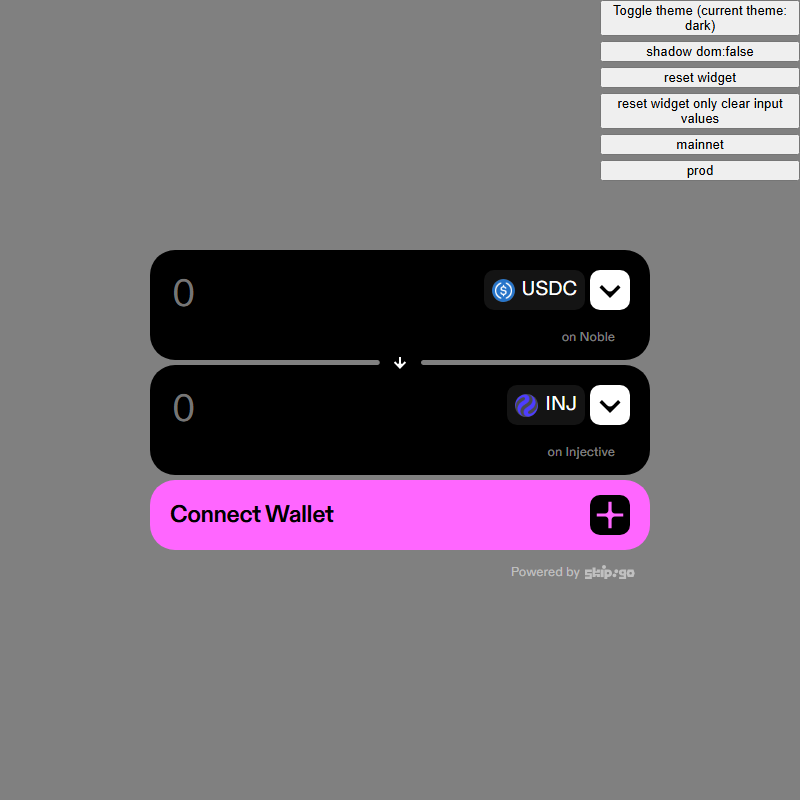 Toggle theme (current theme:
dark)
shadow dom:false
reset widget
reset widget only clear input
values
mainnet
prod
0
USDC
on Noble
0
INJ
on Injective
Connect Wallet
Powered by skip:go